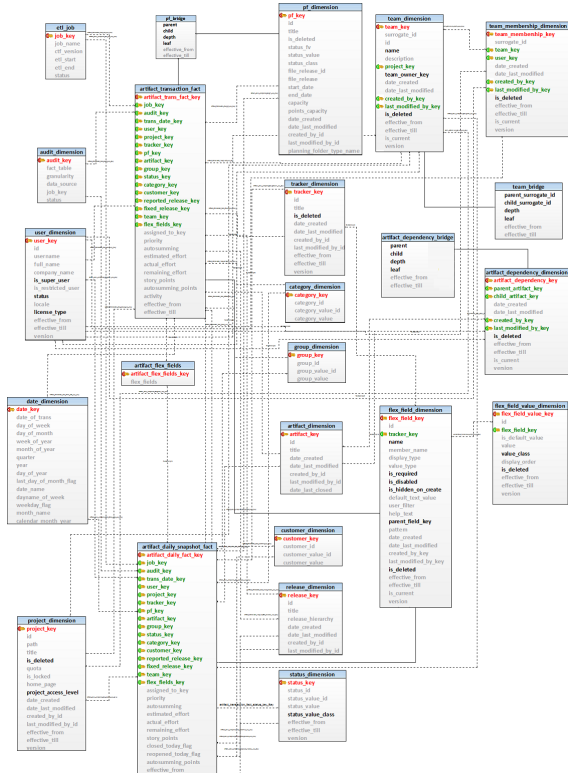 etl_job
job_key
job_name
etl_version
etl_start
etl_end
status
pf_bridge
parent
child
depth
leaf
effective_from
effective_till
pf_dimension
pf_key
id
title
is_deleted
status_fv
status_value
status_class
file_release_id
file_release
title
start_date
end_date
capacity
points_capacity
date_created
date_last_modified
created_by_id
last_modified_by_id
planning_folder_type_name
team_dimension
team_key
surrogate_id
id
name
description
project_key
team_owner_key
date_created
date_last_modified
created_by_key
last_modified_by_key
is_deleted
effective_from
effective_till
is_current
version
team_membership_dimension
team_membership_key
surrogate_id
team_key
user_key
date_created
date_last_modified
created_by_key
last_modified_by_key
is_deleted
effective_from
effective_till
is_current
version
artifact_transaction_fact
artifact_trans_fact_key
job_key
audit_key
trans_date_key
user_key
project_key
tracker_key
pf_key
artifact_key
group_key
status_key
category_key
customer_key
reported_release_key
fixed_release_key
team_key
flex_fields_key
assigned_to_key
priority
autosumming
estimated_effort
actual_effort
remaining_effort
story_points
autosumming_points
activity
effective_from
effective_till
audit_dimension
audit_key
fact_table
granularity
data_source
job_key
status
tracker_dimension
tracker_key
id
title
is_deleted
date_created
date_last_modified
created_by_id
last_modified_by_id
effective_from
effective_till
version
team_bridge
parent_surrogate_id
child_surrogate_id
depth
leaf
effective_from
effective_till
user_dimension
user_key
id
username
full_name
company_name
is_super_user
is_restricted_user
status
locale
license_type
effective_from
effective_till
version
artifact_dependency_bridge
parent
child
depth
leaf
effective_from
effective_till
artifact_dependency_dimension
artifact_dependency_key
parent_artifact_key
child_artifact_key
date_created
date_last_modified
created_by_key
last_modified_by_key
is_deleted
effective_from
effective_till
is_current
version
category_dimension
category_key
category_id
category_value_id
category_value
group_dimension
group_key
group_id
group_value_id
group_value
artifact_flex_fields
artifact_flex_fields_key
flex_fields
date_dimension
date_key
date_of_trans
day_of_week
day_of_month
week_of_year
month_of_year
quarter
year
day_of_year
last_day_of_month_flag
date_name
dayname_of_week
weekday_flag
month_name
calendar_month_year
artifact_dimension
artifact_key
id
title
date_created
date_last_modified
created_by_id
last_modified_by_id
date_last_closed
flex_field_dimension
flex_field_key
id
tracker_key
name
member_name
display_type
value_type
is_required
is_disabled
is_hidden_on_create
default_text_value
user_filter
help_text
parent_field_key
pattern
date_created
date_last_modified
created_by_key
last_modified_by_key
is_deleted
effective_from
effective_till
is_current
version
flex_field_value_dimension
flex_field_value_key
id
flex_field_key
is_default_value
value
value_class
display_order
is_deleted
effective_from
effective_till
version
customer_dimension
customer_key
customer_id
customer_value_id
customer_value
artifact_daily_snapshot_fact
artifact_daily_fact_key
job_key
audit_key
trans_date_key
user_key
project_key
tracker_key
pf_key
artifact_key
group_key
status_key
category_key
customer_key
reported_release_key
fixed_release_key
team_key
flex_fields_key
assigned_to_key
priority
autosumming
estimated_effort
actual_effort
remaining_effort
story_points
closed_today_flag
reopened_today_flag
autosumming_points
effective_from
release_dimension
release_key
id
title
release_hierarchy
date_created
date_last_modified
created_by_id
last_modified_by_id
project_dimension
project_key
id
path
title
is_deleted
quota
is_locked
home_page
project_access_level
date_created
date_last_modified
created_by_id
last_modified_by_id
effective_from
effective_till
version
status_dimension
status_key
status_id
status_value_id
status_value
status_value_class
effective_from
effective_till
version